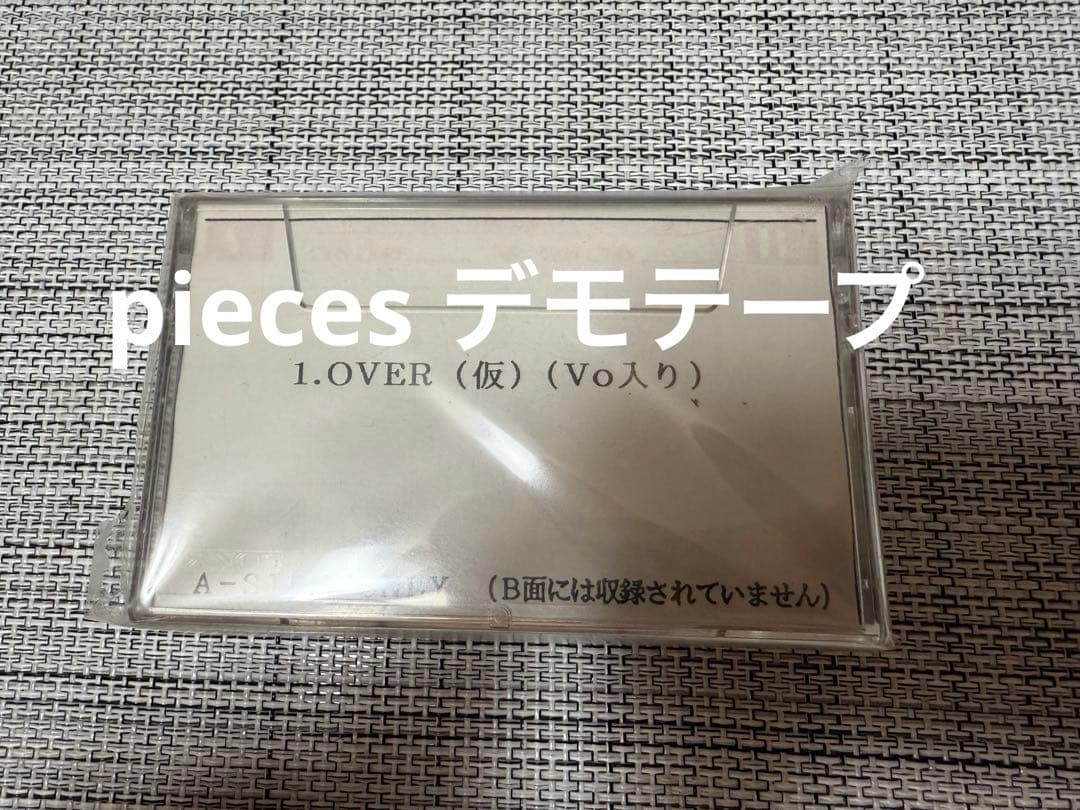 pieces デモテープ
1.OVER（仮）（Vo入り）
A-（B面には収録されていません）